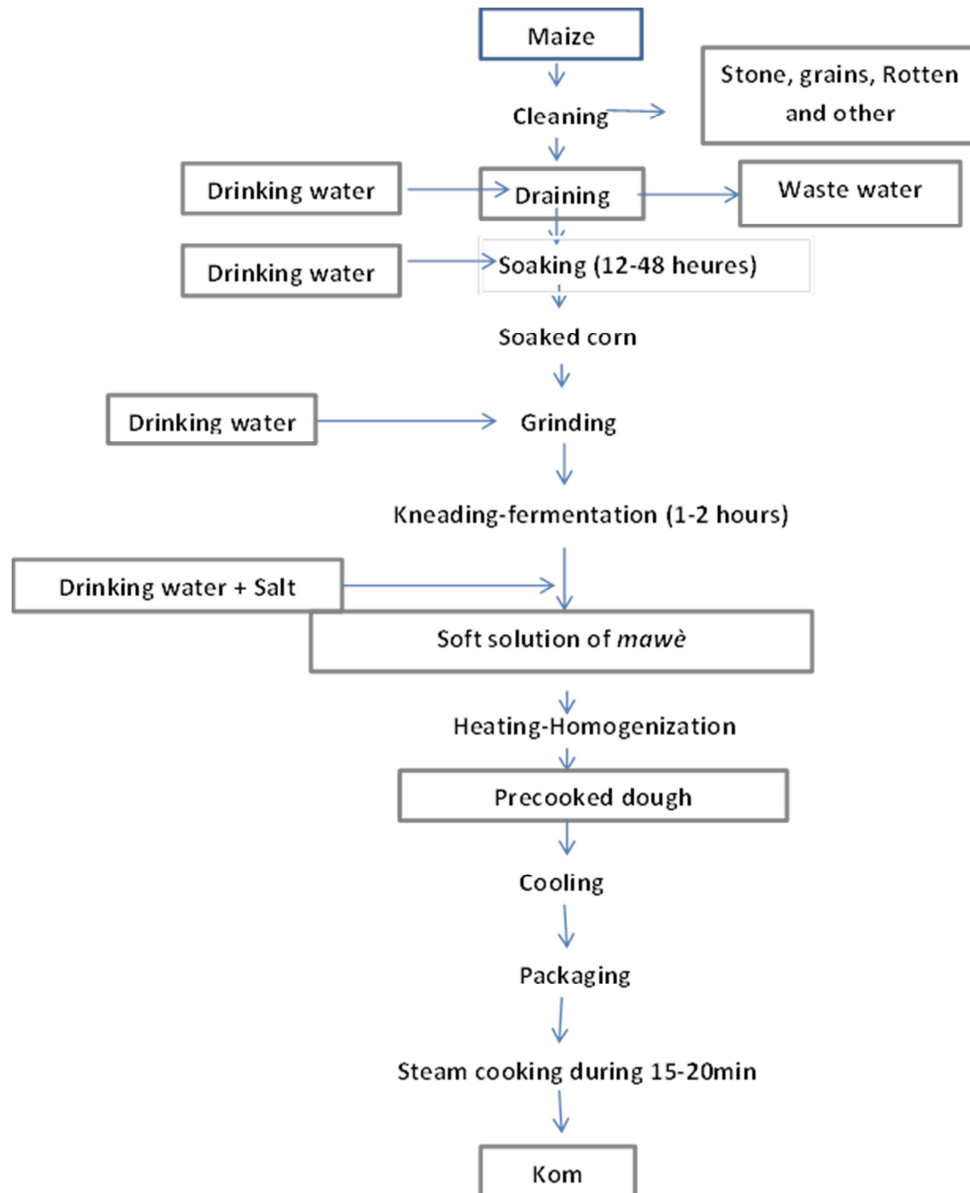 Maize
Stone, grains, Rotten
and other
Cleaning
Drinking water
Draining
Waste water
Drinking water
Soaking (12-48 heures)
Soaked corn
Drinking water
Grinding
Kneading-fermentation (1-2 hours)
Drinking water + Salt
Soft solution of mawè
Heating-Homogenization
Precooked dough
Cooling
Packaging
Steam cooking during 15-20min
Kom